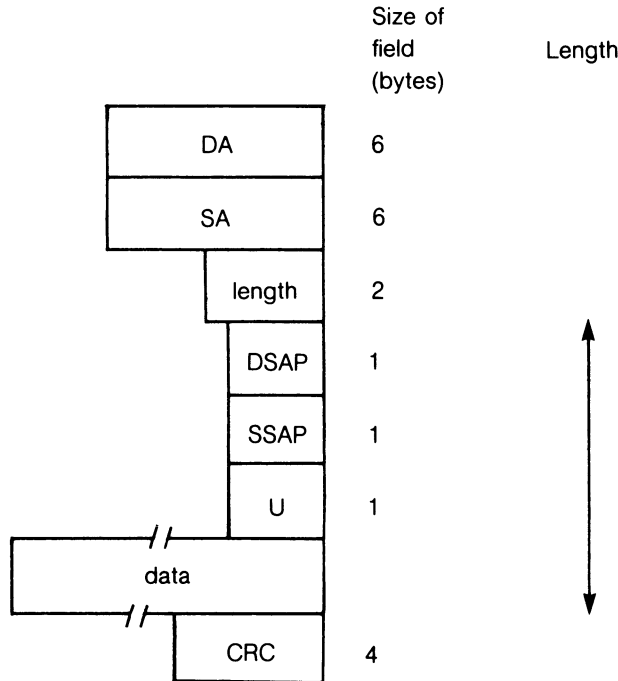 Size of
field
(bytes)
Length
DA 6
SA 6
length 2
DSAP 1
SSAP 1
U 1
data
CRC 4